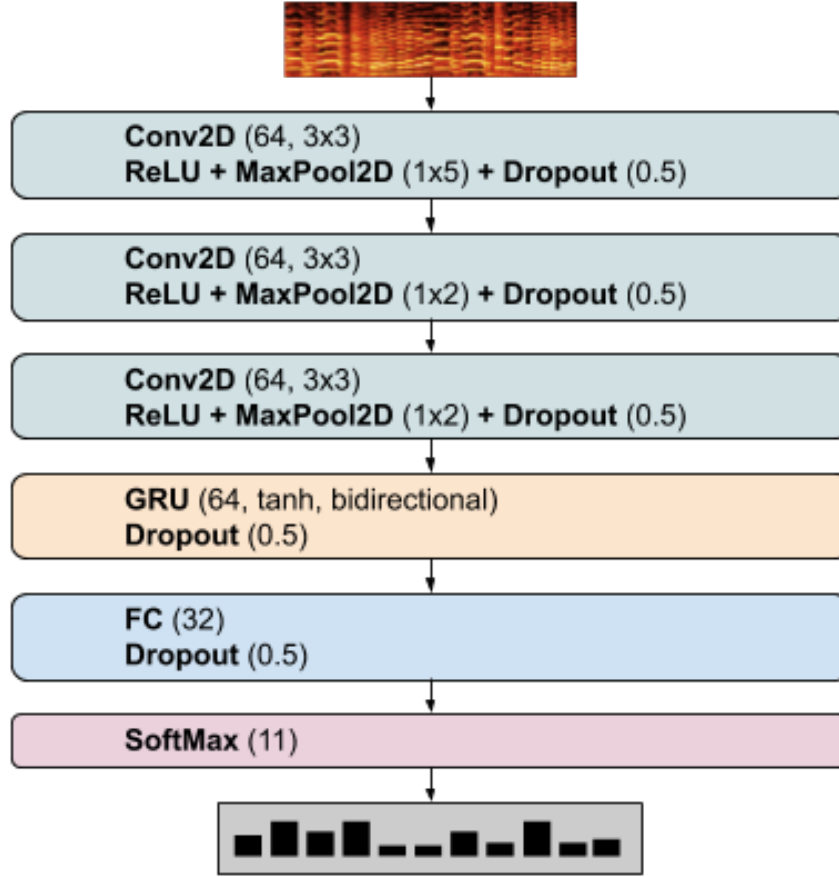 Conv2D (64, 3x3)
ReLU + MaxPool2D (1x5) + Dropout (0.5)
Conv2D (64, 3x3)
ReLU + MaxPool2D (1x2) + Dropout (0.5)
Conv2D (64, 3x3)
ReLU + MaxPool2D (1x2) + Dropout (0.5)
GRU (64, tanh, bidirectional)
Dropout (0.5)
FC (32)
Dropout (0.5)
SoftMax (11)